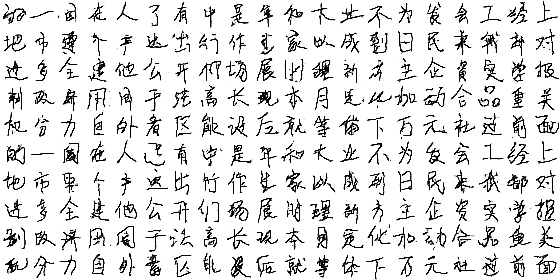 的一国在人了有中是年和大业不为发会工经上
地市要个产这出行作生家以成到日民来我部对
进多全建他公开们场展时理新方主企资实学报
制政济用同于法高长现本月定化加动合品重关
机分力自外者区能设后就等体下万元社过前面
的一国在人了有中是年和大业不为发会工经上
地市要个产这出行作生家以成到日民来我部对
进多全建他公开们场展时理新方主企资实学报
制政济用同于法高长现本月定化加动合品重关
机分力自外者区能设后就等体下万元社过前面